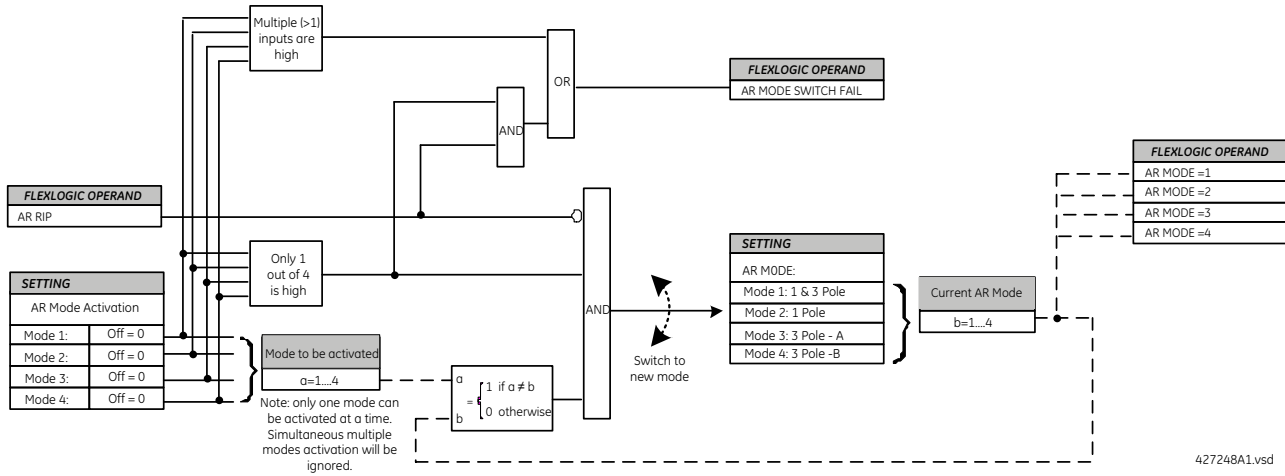 Multiple (>1)
inputs are
high
OR
AND
FLEXLOGIC OPERAND
AR MODE SWITCH FAIL
FLEXLOGIC OPERAND
AR MODE =1
AR MODE =2
AR MODE =3
AR MODE =4
FLEXLOGIC OPERAND
AR RIP
Only 1
out of 4
is high
SETTING
AR Mode Activation
Mode 1: Off = 0
Mode 2: Off = 0
Mode 3: Off = 0
Mode 4: Off = 0
Mode to be activated
a=1....4
Note: only one mode can
be activated at a time.
Simultaneous multiple
modes activation will be
ignored.
a
b
= { 1 if a ≠ b
0 otherwise
AND
Switch to
new mode
SETTING
AR MODE:
Mode 1: 1 & 3 Pole
Mode 2: 1 Pole
Mode 3: 3 Pole - A
Mode 4: 3 Pole -B
Current AR Mode
b=1....4
427248A1.vsd